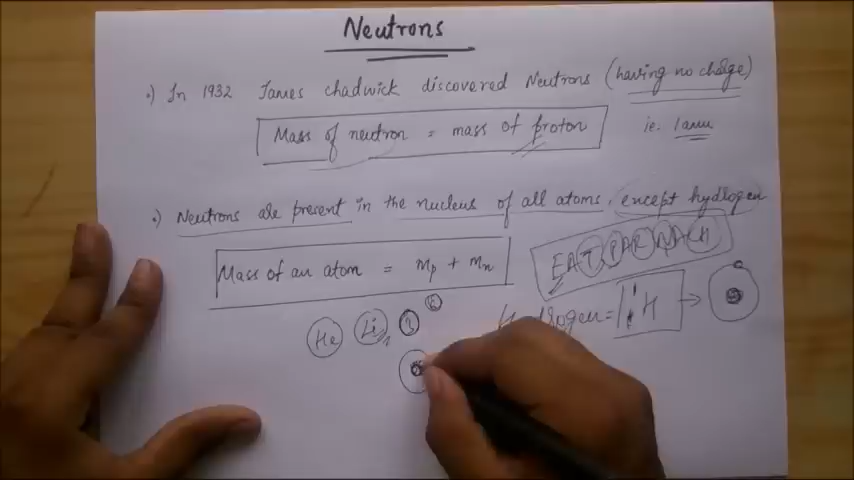 Neutrons
•) In 1932 James chadwick discovered Neutrons (having no charge)
Mass of neutron = mass of proton ie. 1amu
•) Neutrons are present in the nucleus of all atoms, except hydrogen
Mass of an atom = mp + mn
Hydrogen = H
He Li,